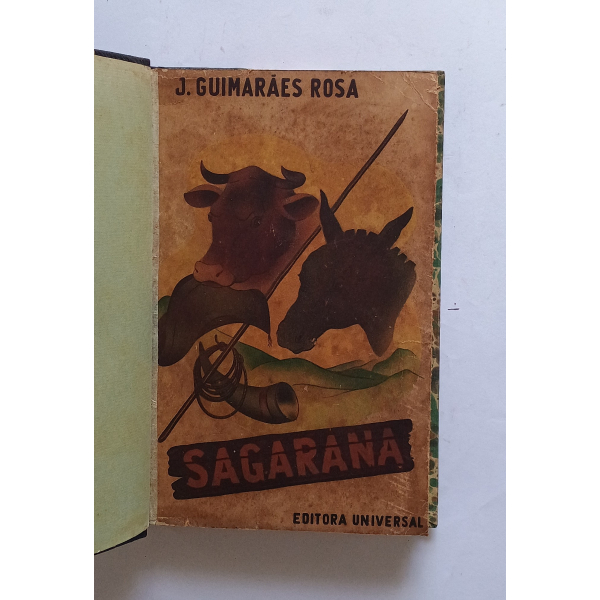 J. GUIMARÃES ROSA
SAGARANA
EDITORA UNIVERSAL